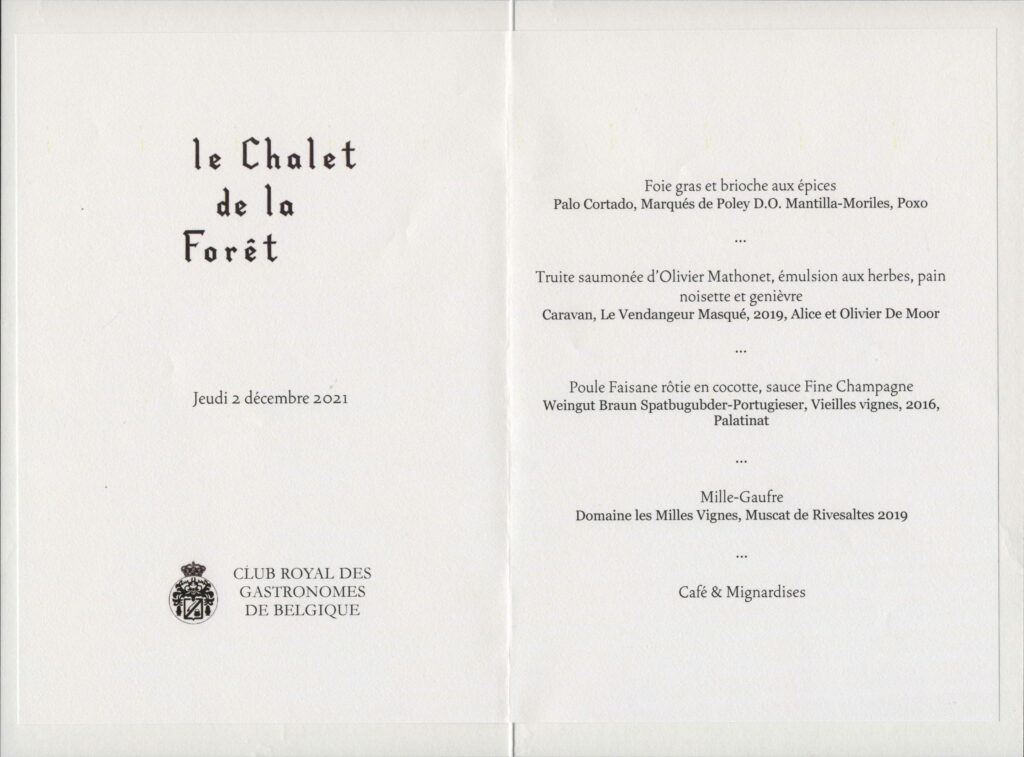 le Chalet
de la
Forêt
Jeudi 2 décembre 2021
CLUB ROYAL DES
GASTRONOMES
DE BELGIQUE
Foie gras et brioche aux épices
Palo Cortado, Marqués de Poley D.O. Mantilla-Moriles, Poxo
...
Truite saumonée d'Olivier Mathonet, émulsion aux herbes, pain
noisette et genièvre
Caravan, Le Vendangeur Masqué, 2019, Alice et Olivier De Moor
...
Poule Faisane rôtie en cocotte, sauce Fine Champagne
Weingut Braun Spatbugubder-Portugieser, Vieilles vignes, 2016,
Palatinat
...
Mille-Gaufre
Domaine les Milles Vignes, Muscat de Rivesaltes 2019
...
Café & Mignardises